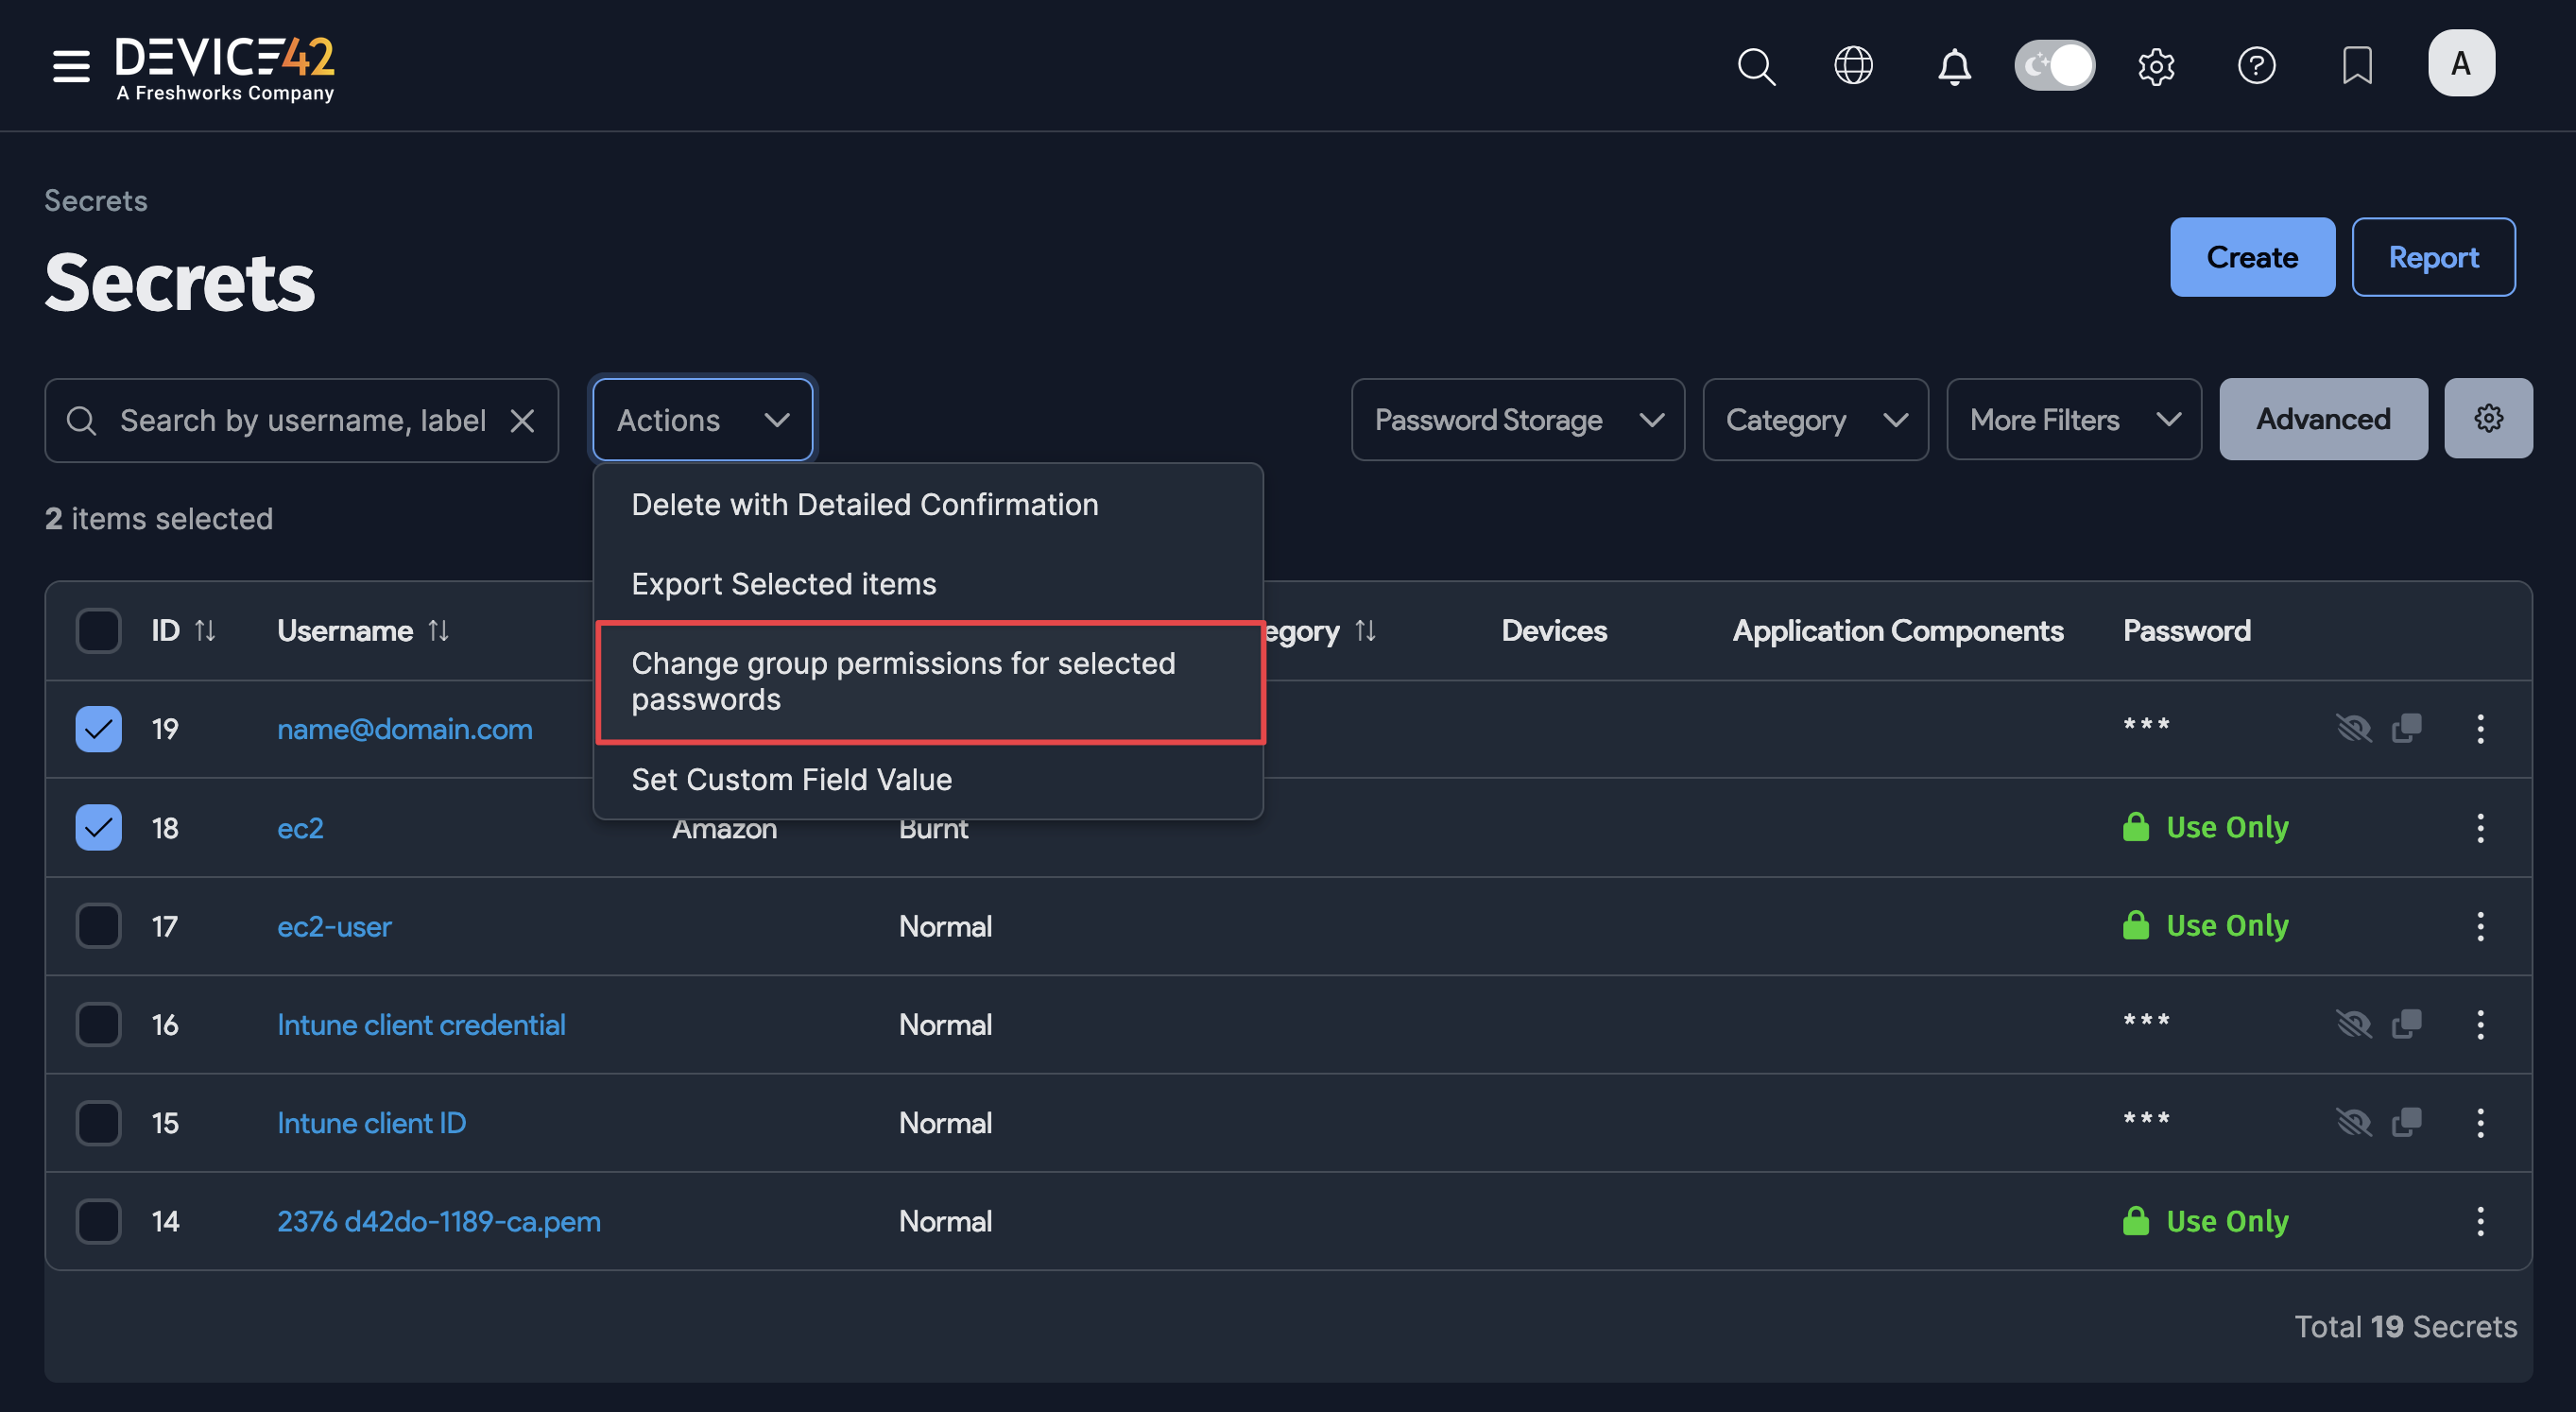 DEVICE42
A Freshworks Company
A
Secrets
Secrets
Create
Report
Search by username, label
Actions
Password Storage
Category
More Filters
Advanced
2 items selected
Delete with Detailed Confirmation
Export Selected items
Change group permissions for selected
passwords
Set Custom Field Value
ID
Username
egory
Devices
Application Components
Password
19
name@domain.com
***
18
ec2
Amazon
Burnt
Use Only
17
ec2-user
Normal
Use Only
16
Intune client credential
Normal
***
15
Intune client ID
Normal
***
14
2376 d42do-1189-ca.pem
Normal
Use Only
Total 19 Secrets